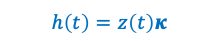 h(t) = z(t)κ